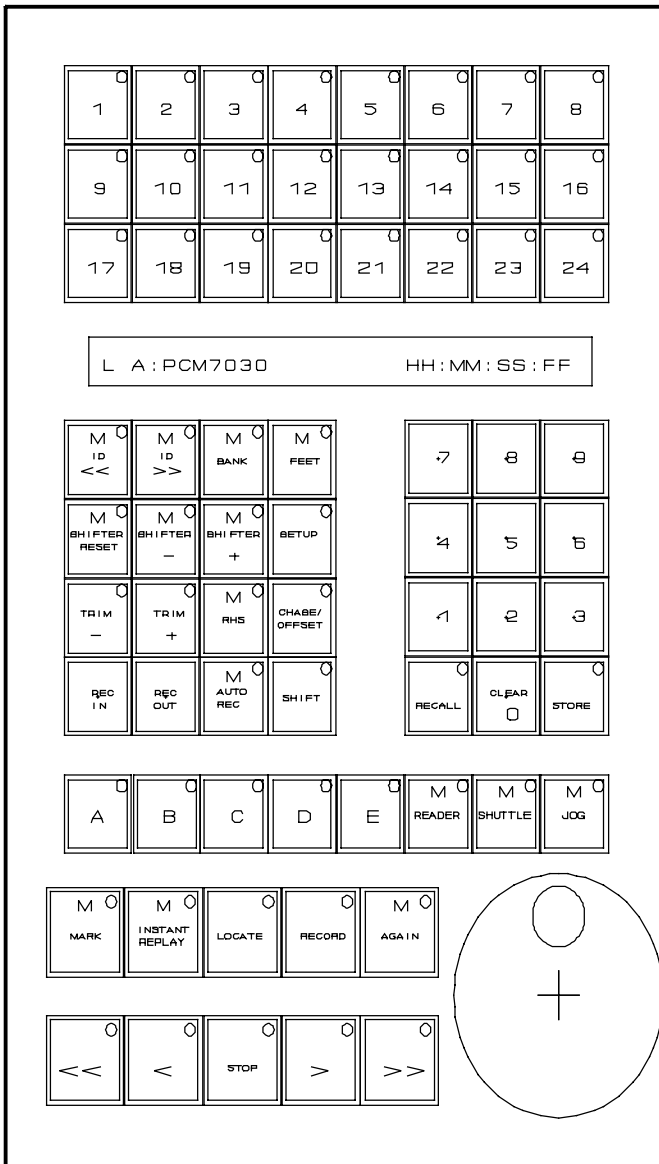 1 2 3 4 5 6 7 8
9 10 11 12 13 14 15 16
17 18 19 20 21 22 23 24
L A:PCM7030 HH:MM:SS:FF
M M M M
ID ID BANK FEET
<< >>
7 8 9
M M M
SHIFTER SHIFTER SHIFTER SETUP
RESET - +
4 5 6
M
TRIM TRIM RHS CHASE/
- + OFFSET
1 2 3
M
REC REC AUTO SHIFT
IN OUT REC
RECALL CLEAR STORE
0
M M M
A B C D E READER SHUTTLE JOG
M M M
MARK INSTANT LOCATE RECORD AGAIN
REPLAY
<< < STOP > >>